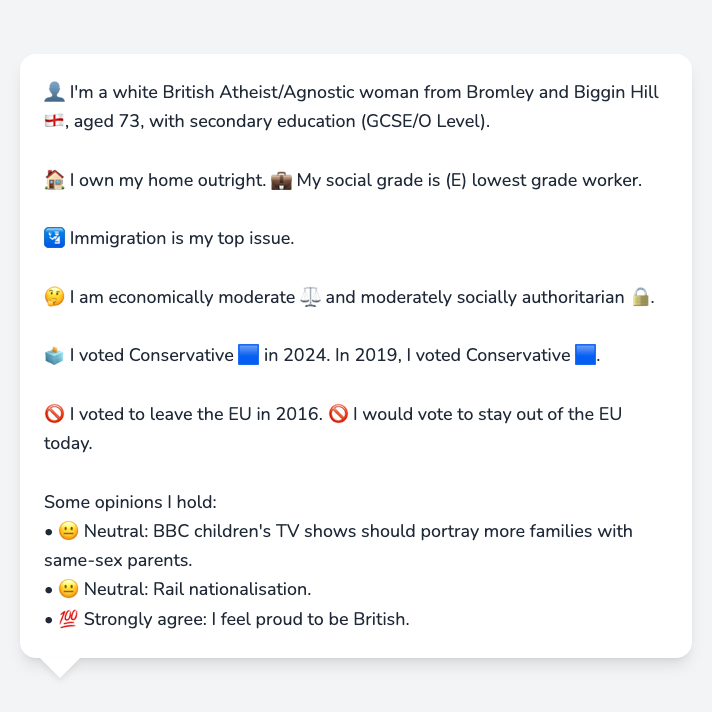 👤 I'm a white British Atheist/Agnostic woman from Bromley and Biggin Hill
🏴󠁧󠁢󠁥󠁮󠁧󠁿, aged 73, with secondary education (GCSE/O Level).
🏠 I own my home outright. 💼 My social grade is (E) lowest grade worker.
🛂 Immigration is my top issue.
🤔 I am economically moderate ⚖️ and moderately socially authoritarian 🔒.
🗳️ I voted Conservative 🟦 in 2024. In 2019, I voted Conservative 🟦.
🚫 I voted to leave the EU in 2016. 🚫 I would vote to stay out of the EU
today.
Some opinions I hold:
• 😐 Neutral: BBC children's TV shows should portray more families with
same-sex parents.
• 😐 Neutral: Rail nationalisation.
• 💯 Strongly agree: I feel proud to be British.